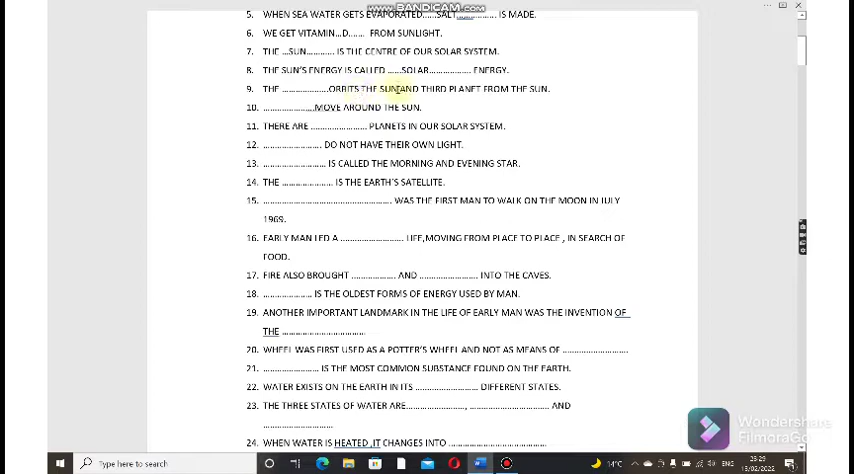 www.BANDICAM.com
5. WHEN SEA WATER GETS EVAPORATED......SALT.............. IS MADE.
6. WE GET VITAMIN...D....... FROM SUNLIGHT.
7. THE ...SUN........... IS THE CENTRE OF OUR SOLAR SYSTEM.
8. THE SUN'S ENERGY IS CALLED ......SOLAR................. ENERGY.
9. THE ...................ORBITS THE SUN AND THIRD PLANET FROM THE SUN.
10. .....................MOVE AROUND THE SUN.
11. THERE ARE ....................... PLANETS IN OUR SOLAR SYSTEM.
12. ........................ DO NOT HAVE THEIR OWN LIGHT.
13. .......................... IS CALLED THE MORNING AND EVENING STAR.
14. THE ..................... IS THE EARTH'S SATELLITE.
15. ..................................................... WAS THE FIRST MAN TO WALK ON THE MOON IN JULY
1969.
16. EARLY MAN LED A .......................... LIFE,MOVING FROM PLACE TO PLACE , IN SEARCH OF
FOOD.
17. FIRE ALSO BROUGHT .................. AND ........................ INTO THE CAVES.
18. .................... IS THE OLDEST FORMS OF ENERGY USED BY MAN.
19. ANOTHER IMPORTANT LANDMARK IN THE LIFE OF EARLY MAN WAS THE INVENTION OF
THE ..................................
20. WHEEL WAS FIRST USED AS A POTTER'S WHEEL AND NOT AS MEANS OF ...........................
21. ....................... IS THE MOST COMMON SUBSTANCE FOUND ON THE EARTH.
22. WATER EXISTS ON THE EARTH IN ITS .......................... DIFFERENT STATES.
23. THE THREE STATES OF WATER ARE........................, ................................ AND
.............................
24. WHEN WATER IS HEATED ,IT CHANGES INTO ........................................
Wondershare
FilmoraGo
Type here to search
14°C
ENG
23:29
13/02/2022